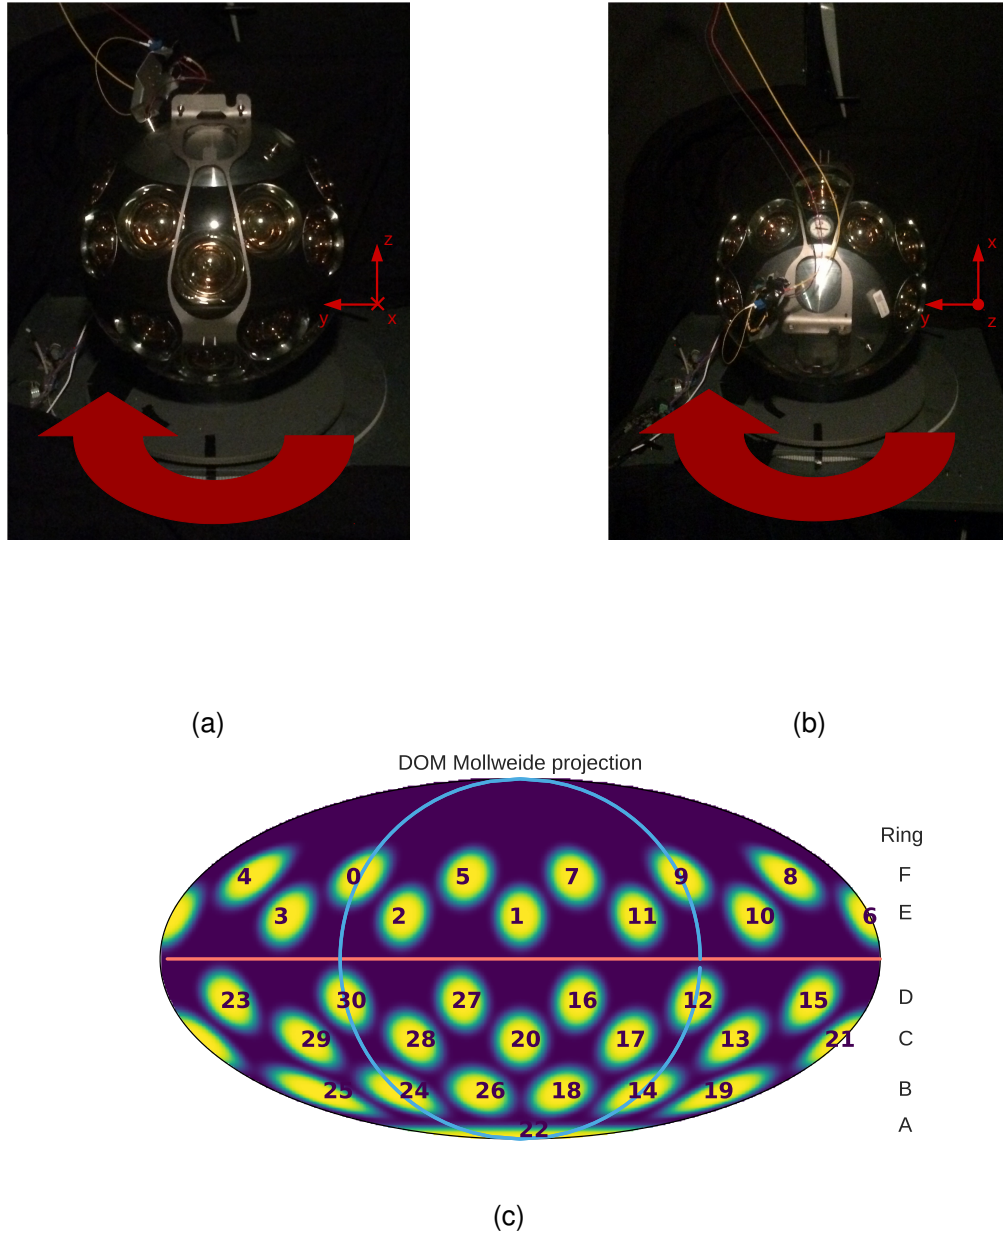 z
y
x
x
y
z
(a)
(b)
DOM Mollweide projection
Ring
4 0 5 7 9 8 F
3 2 1 11 10 6 E
23 30 27 16 12 15 D
29 28 20 17 13 21 C
25 24 26 18 14 19 B
22 A
(c)